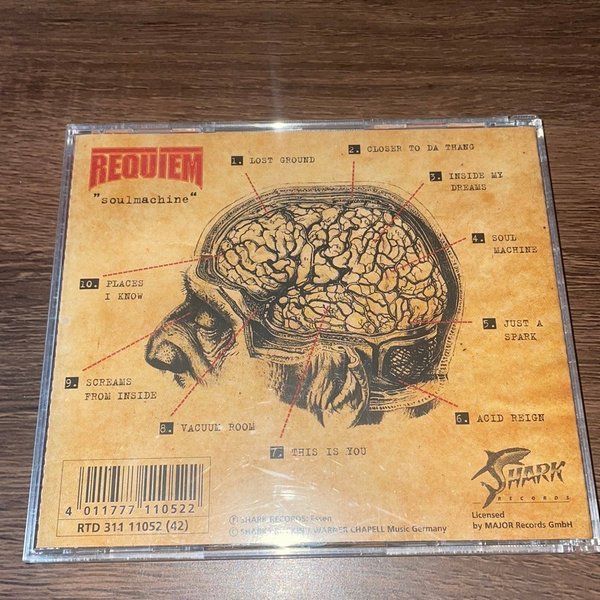 REQUIEM
"soulmachine"
1. LOST GROUND
2. CLOSER TO DA THANG
3. INSIDE MY
DREAMS
4. SOUL
MACHINE
5. JUST A
SPARK
6. ACID REIGN
7. THIS IS YOU
8. VACUUM ROOM
9. SCREAMS
FROM INSIDE
10. PLACES
I KNOW
4 011777 110522
RTD 311 11052 (42)
Ⓟ SHARK RECORDS, Essen
WARNER CHAPELL Music Germany
SHARK
RECORDS
Licensed
by MAJOR Records GmbH